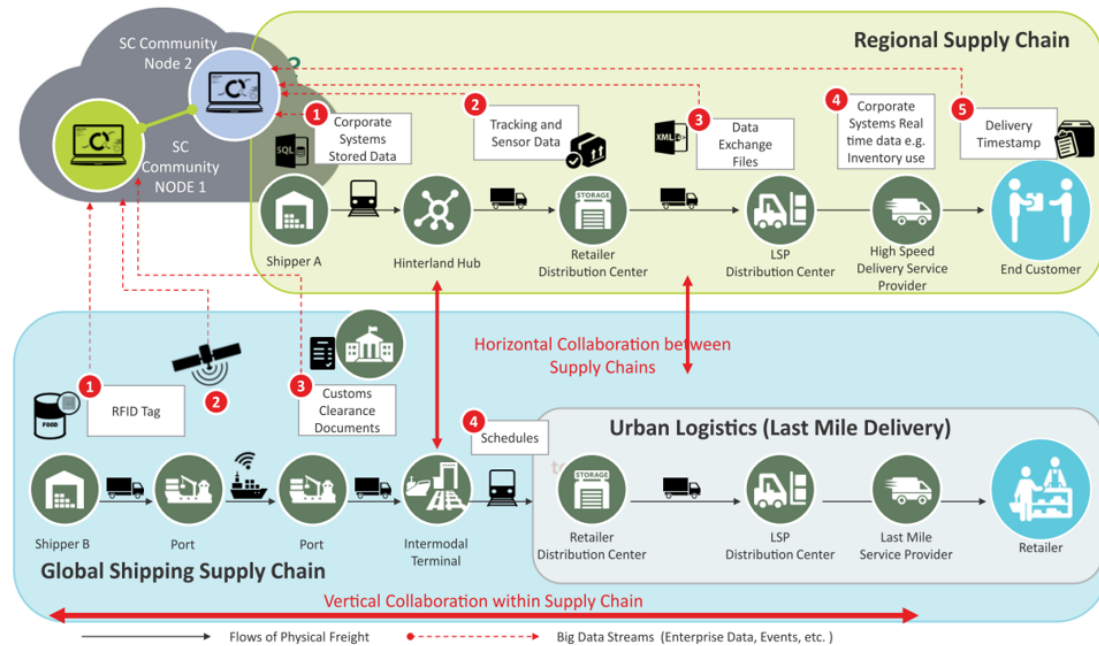 SC Community
Node 2
SC
Community
NODE 1
Regional Supply Chain
1
Corporate
Systems
Stored Data
SQL
2
Tracking and
Sensor Data
XML
3
Data
Exchange
Files
4
Corporate
Systems Real
time data e.g.
Inventory use
5
Delivery
Timestamp
STORAGE
Shipper A
Hinterland Hub
Retailer
Distribution Center
LSP
Distribution Center
High Speed
Delivery Service
Provider
End Customer
Horizontal Collaboration between
Supply Chains
1
RFID Tag
FOOD
2
3
Customs
Clearance
Documents
4
Schedules
Urban Logistics (Last Mile Delivery)
STORAGE
Shipper B
Port
Port
Intermodal
Terminal
Retailer
Distribution Center
LSP
Distribution Center
Last Mile
Service Provider
Retailer
Global Shipping Supply Chain
Vertical Collaboration within Supply Chain
Flows of Physical Freight
Big Data Streams (Enterprise Data, Events, etc. )